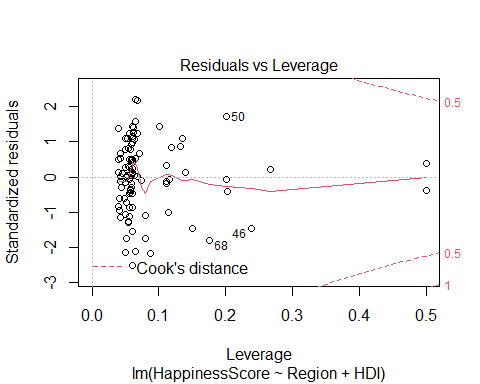 Residuals vs Leverage
Standardized residuals
2
1
0
-1
-2
-3
50
46
68
0.5
0.5
1
Cook's distance
0.0 0.1 0.2 0.3 0.4 0.5
Leverage
lm(HappinessScore ~ Region + HDI)